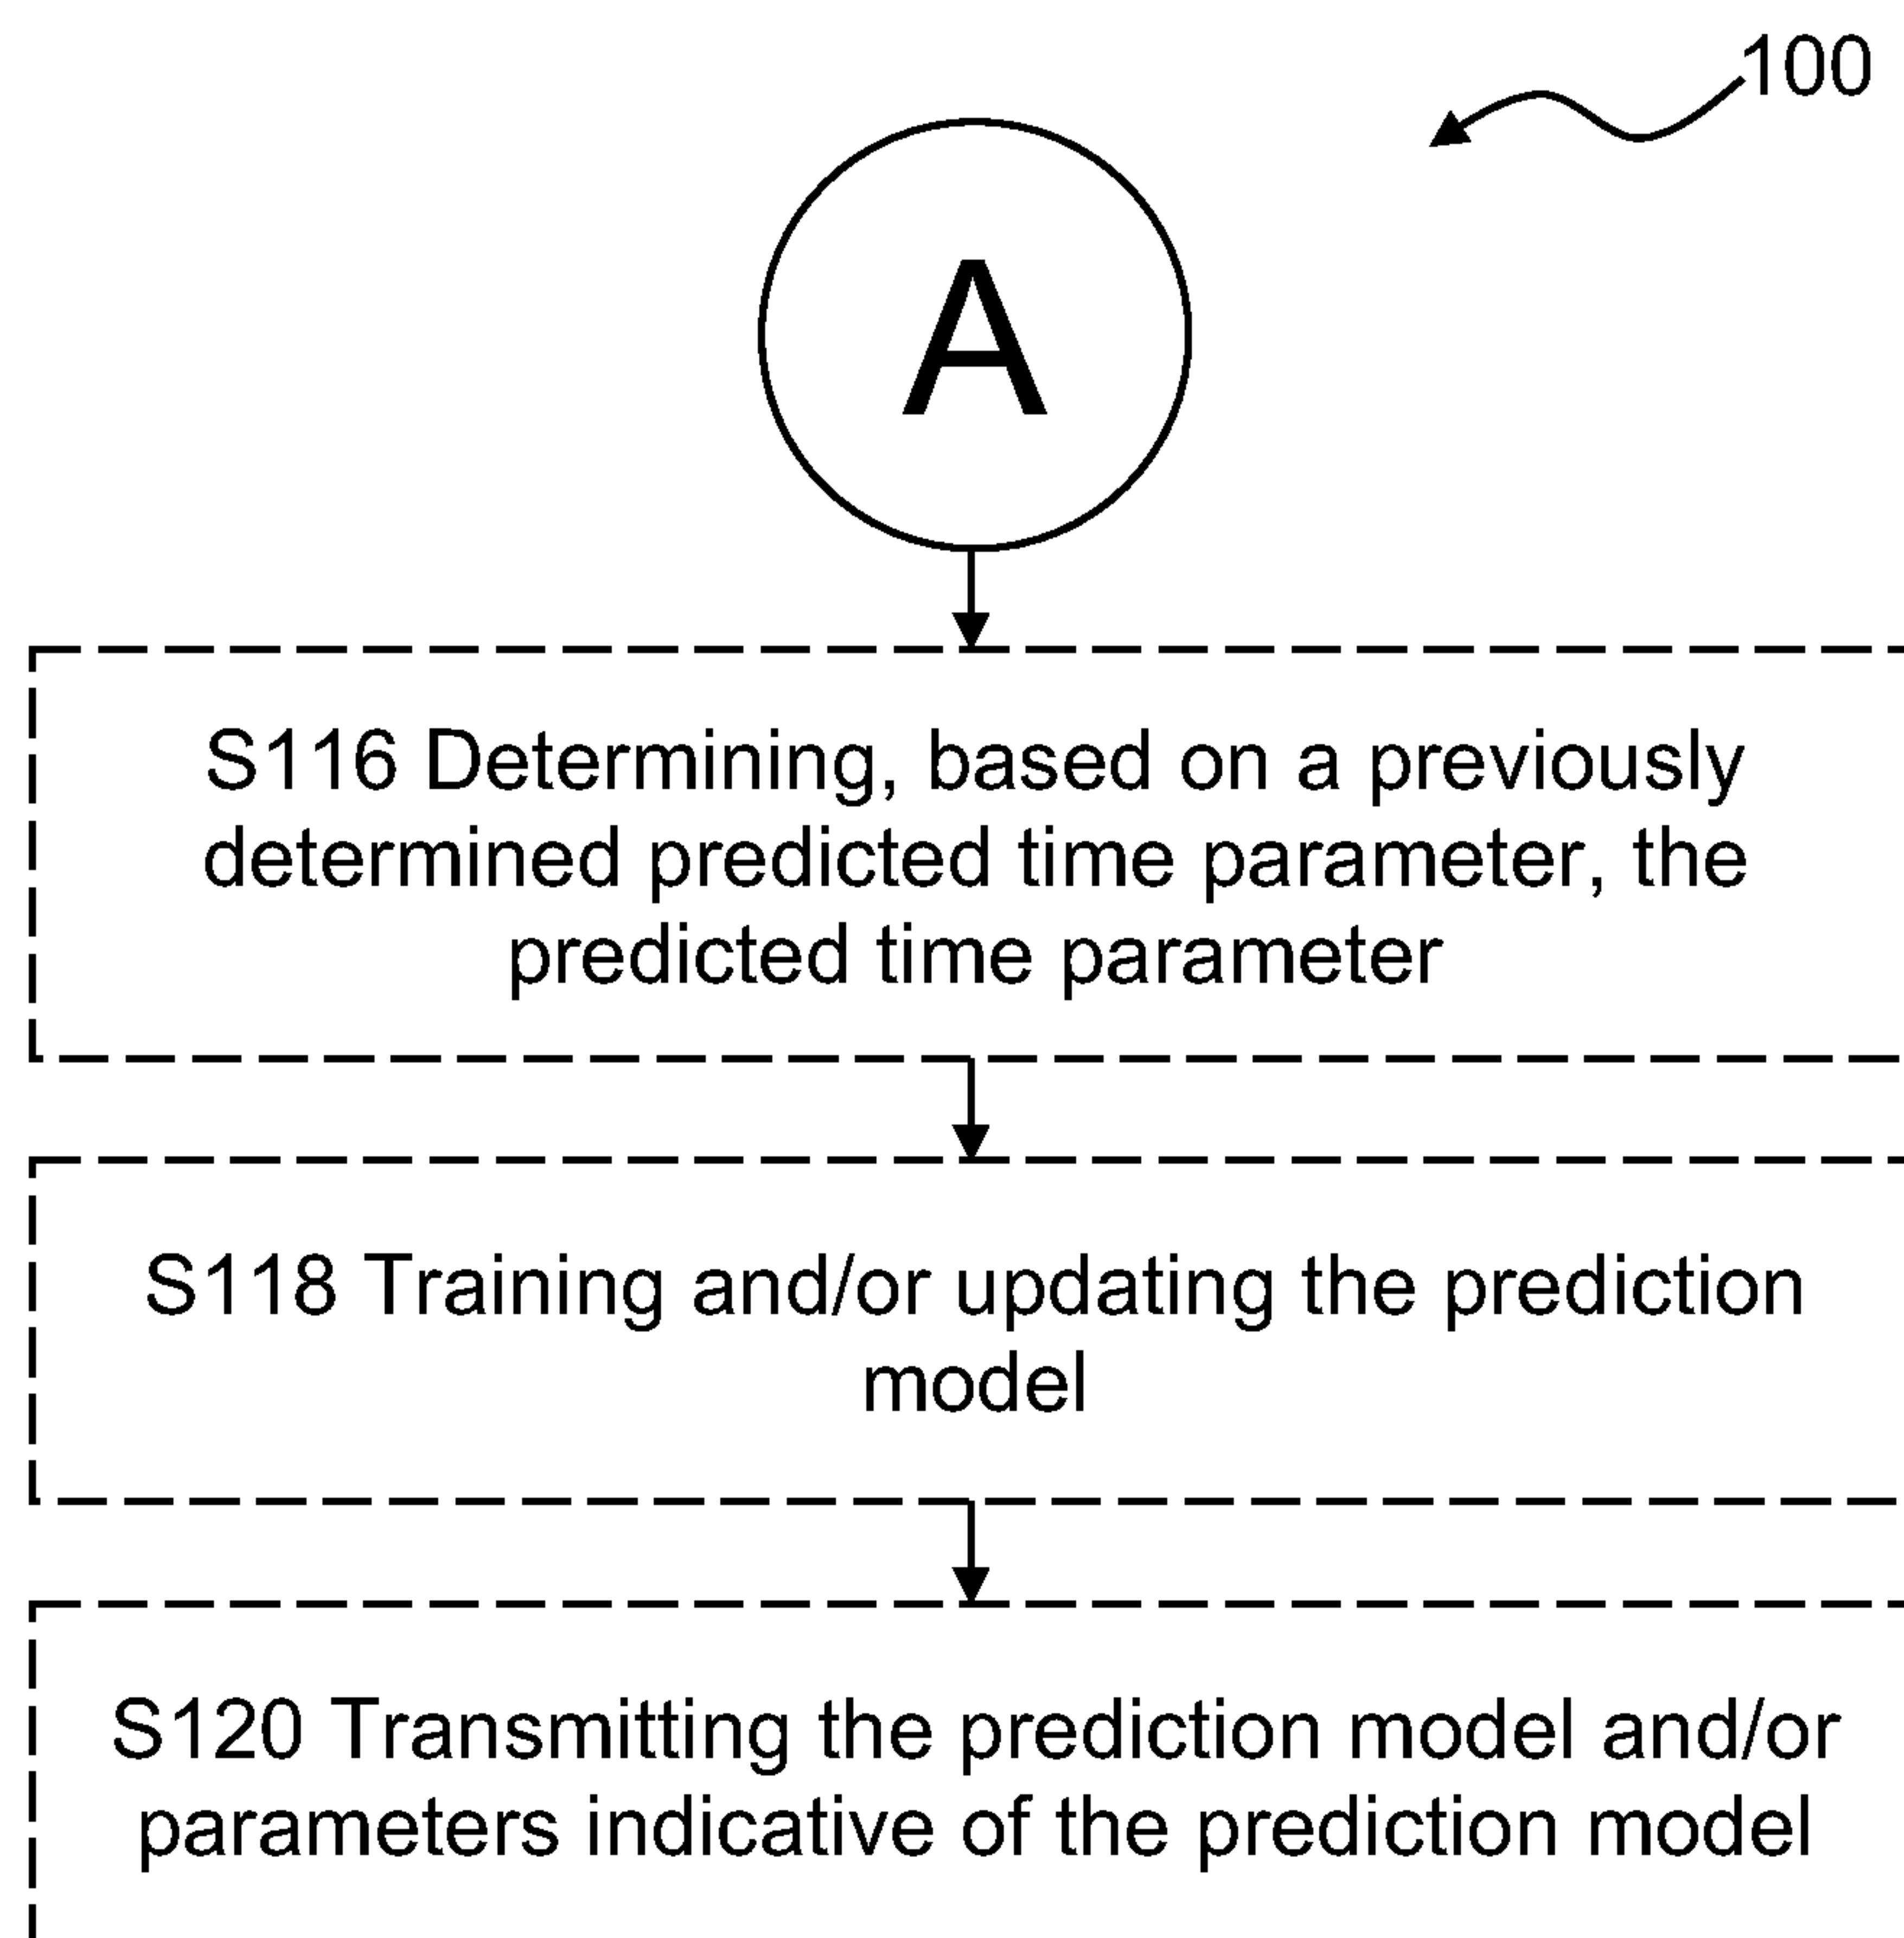 100
A
S116 Determining, based on a previously
determined predicted time parameter, the
predicted time parameter
S118 Training and/or updating the prediction
model
S120 Transmitting the prediction model and/or
parameters indicative of the prediction model